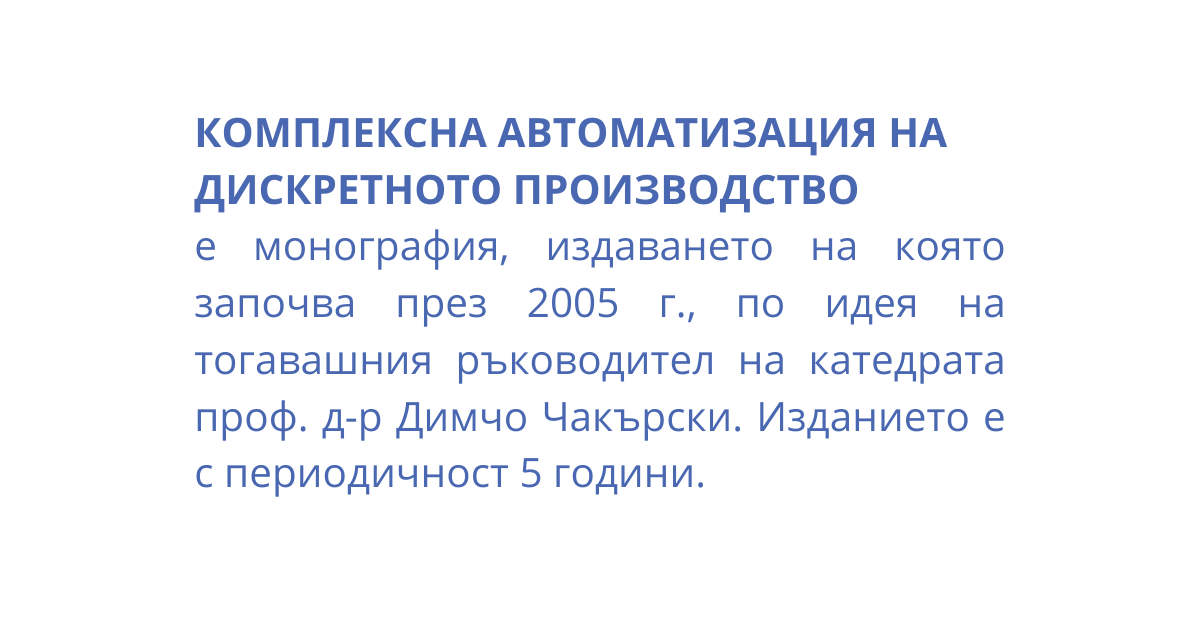 КОМПЛЕКСНА АВТОМАТИЗАЦИЯ НА
ДИСКРЕТНОТО ПРОИЗВОДСТВО
е монография, издаването на която
започва през 2005 г., по идея на
тогавашния ръководител на катедрата
проф. д-р Димчо Чакърски. Изданието е
с периодичност 5 години.